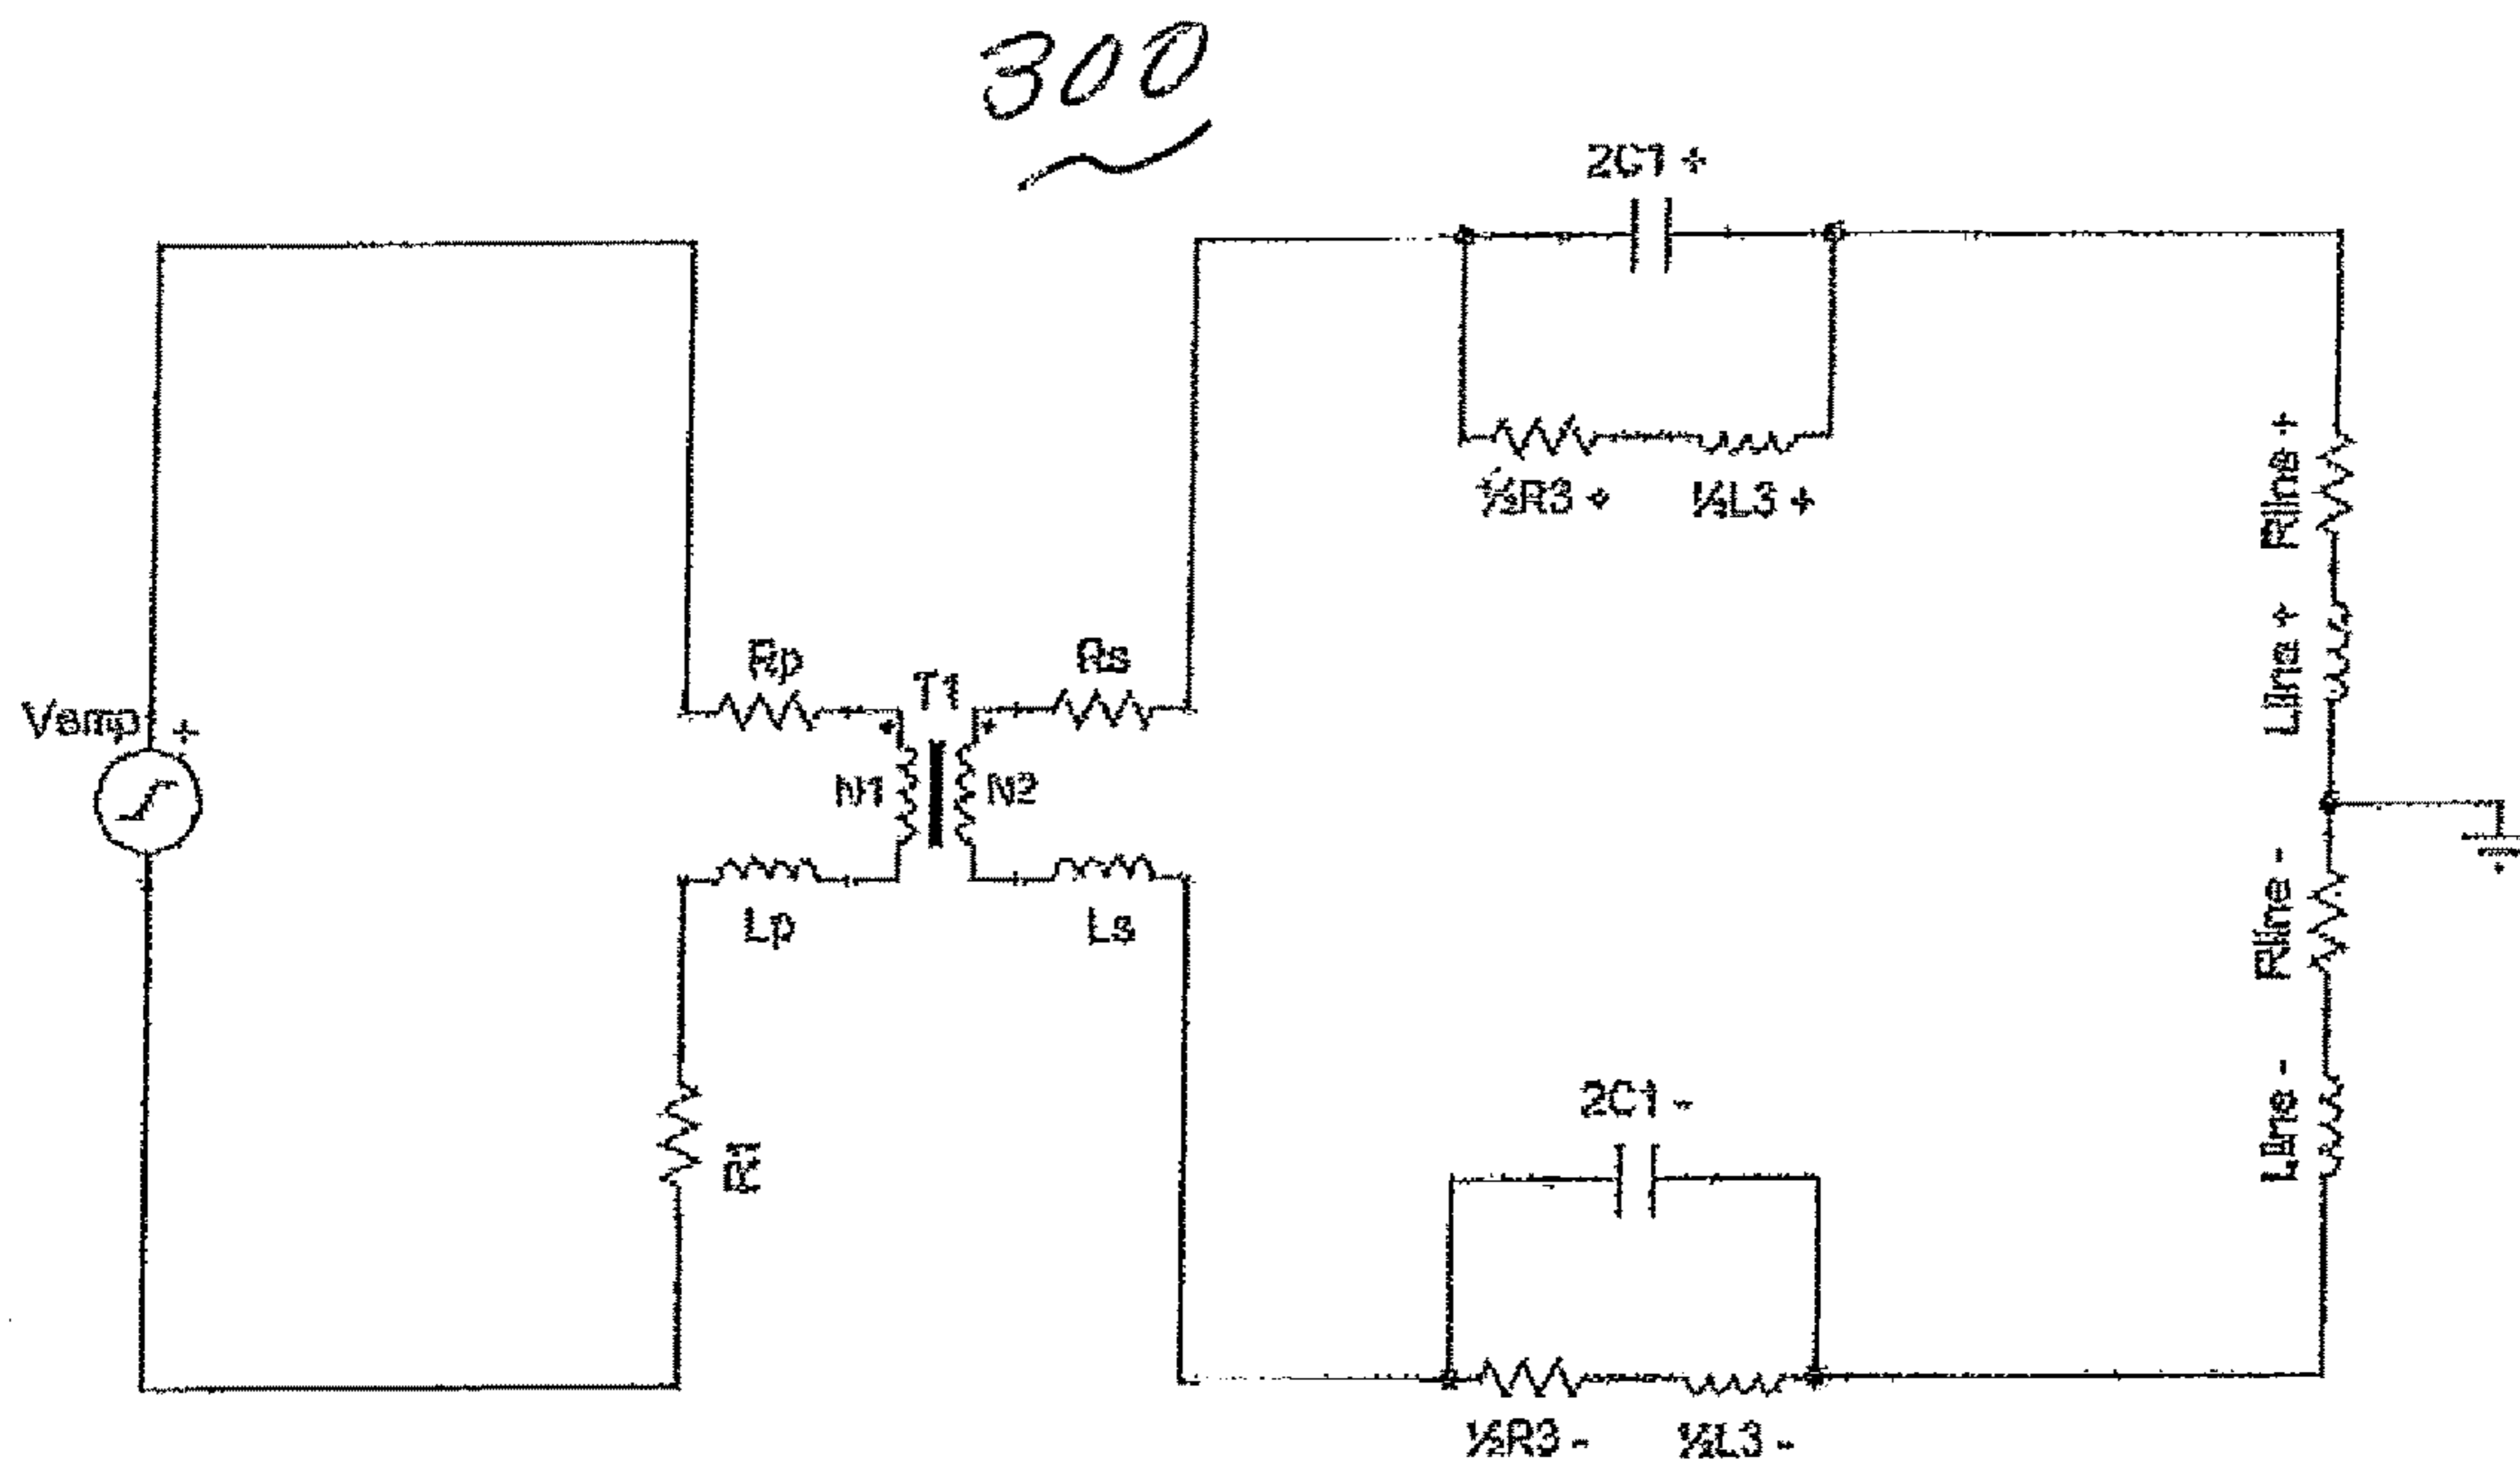 300
2C1 +
½R3 +
½L3 +
Rline +
Lline +
Rp
Rs
T1
Vamp +
N1
N2
Lp
Ls
Rline -
R1
2C1 -
Lline -
½R3 -
½L3 -